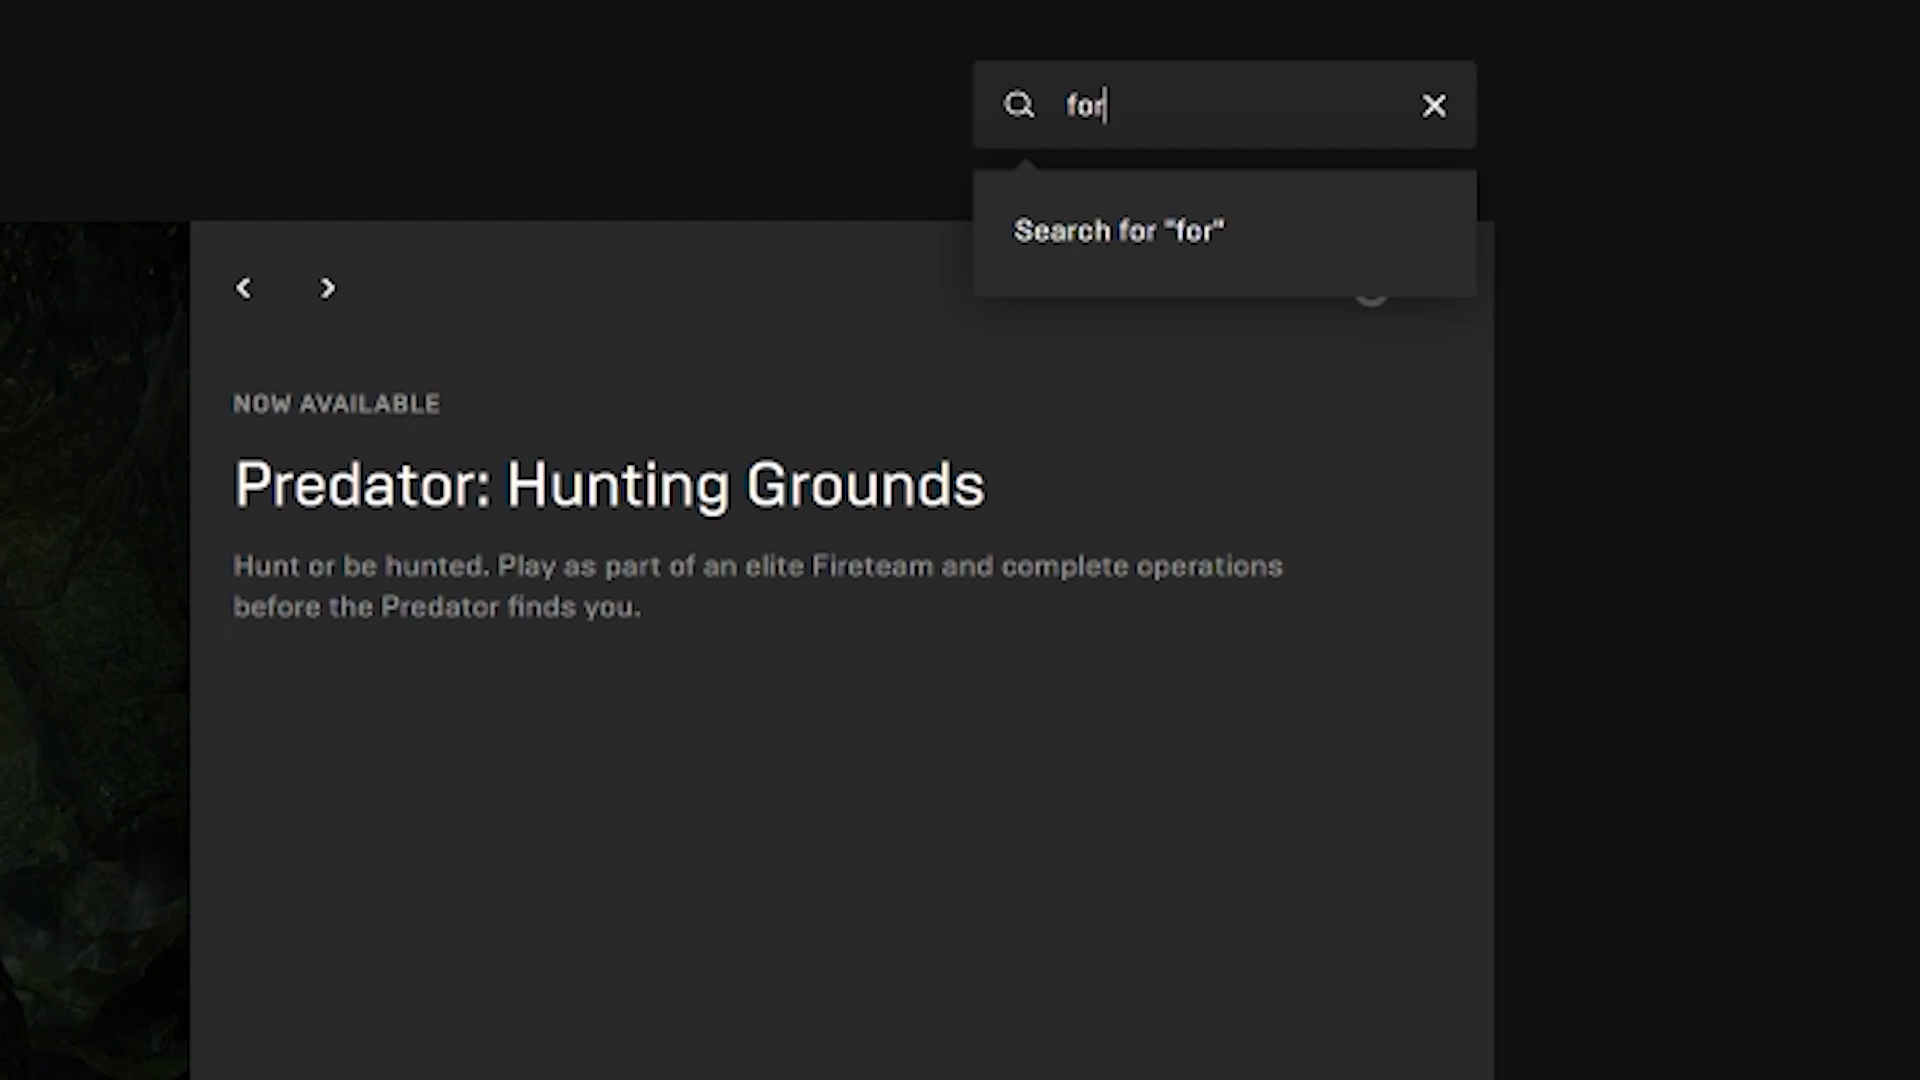 for
Search for "for"
NOW AVAILABLE
Predator: Hunting Grounds
Hunt or be hunted. Play as part of an elite Fireteam and complete operations
before the Predator finds you.